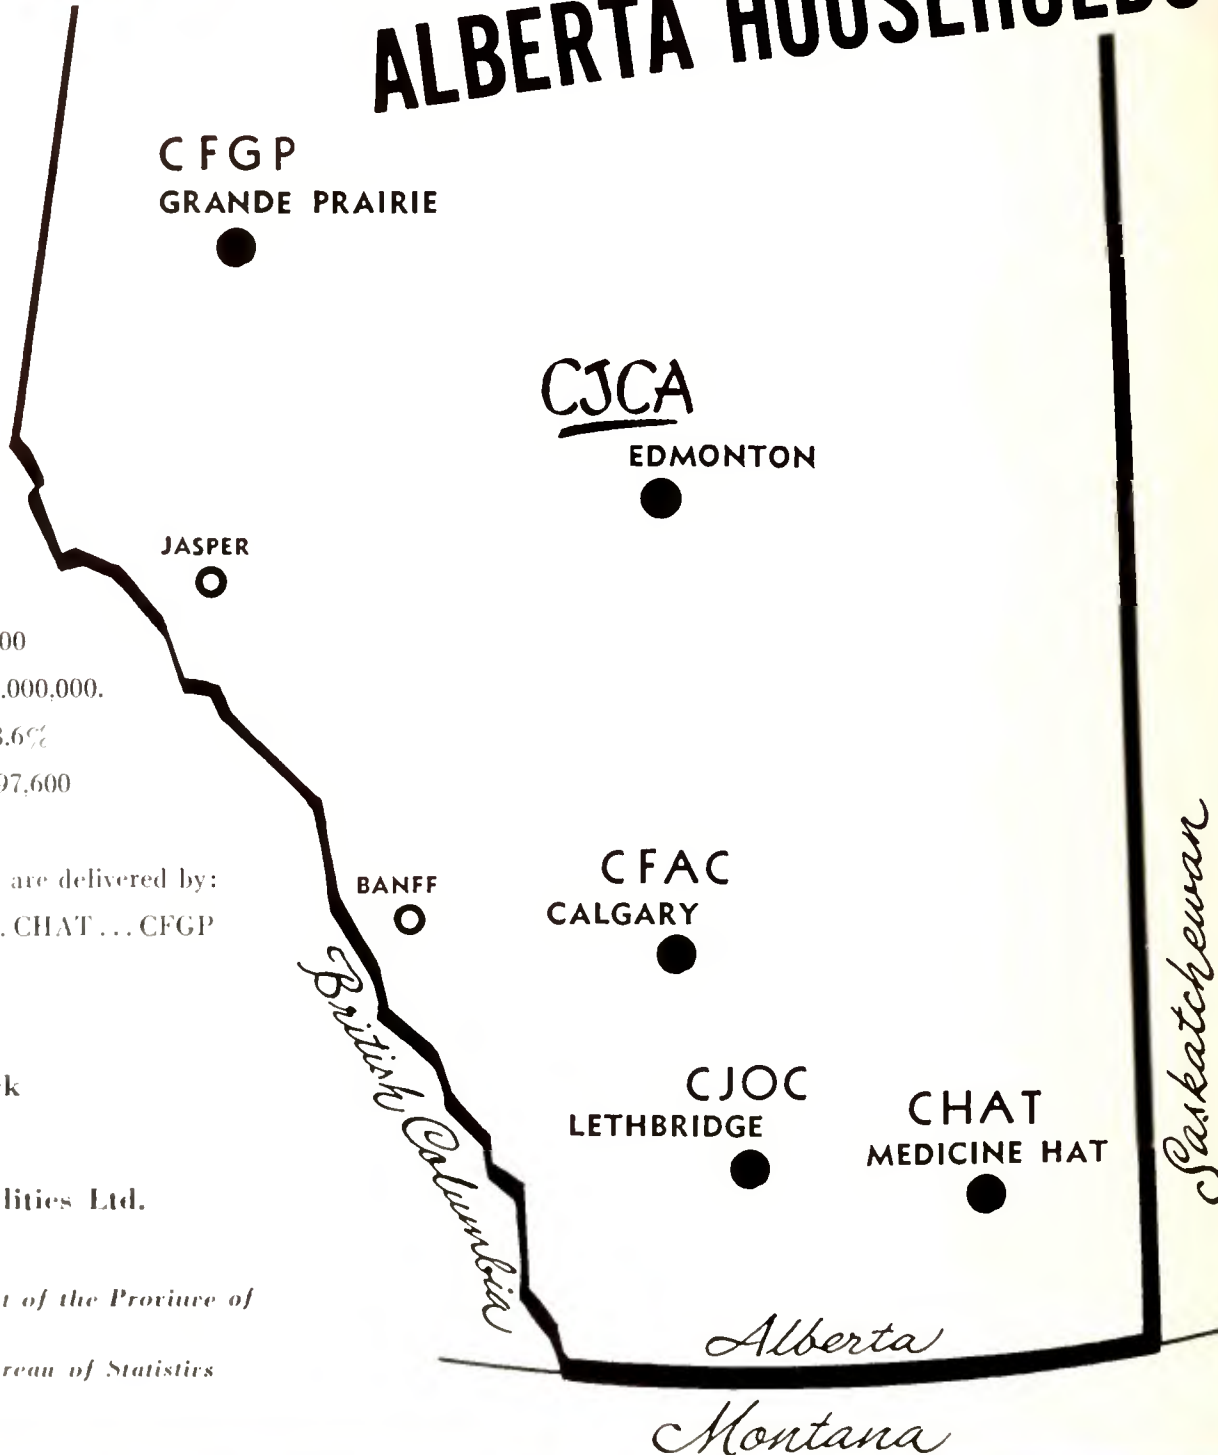 ALBERTA HOUSEHOLDS
CFGP
GRANDE PRAIRIE
CJCA
EDMONTON
JASPER
00
.000,000.
.6%
97,600
are delivered by:
. CHAT ... CFGP
BANFF
CFAC
CALGARY
British Columbia
Saskatchewan
k
CJOC
LETHBRIDGE
CHAT
MEDICINE HAT
lities Ltd.
t of the Province of
reau of Statistics
Alberta
Montana